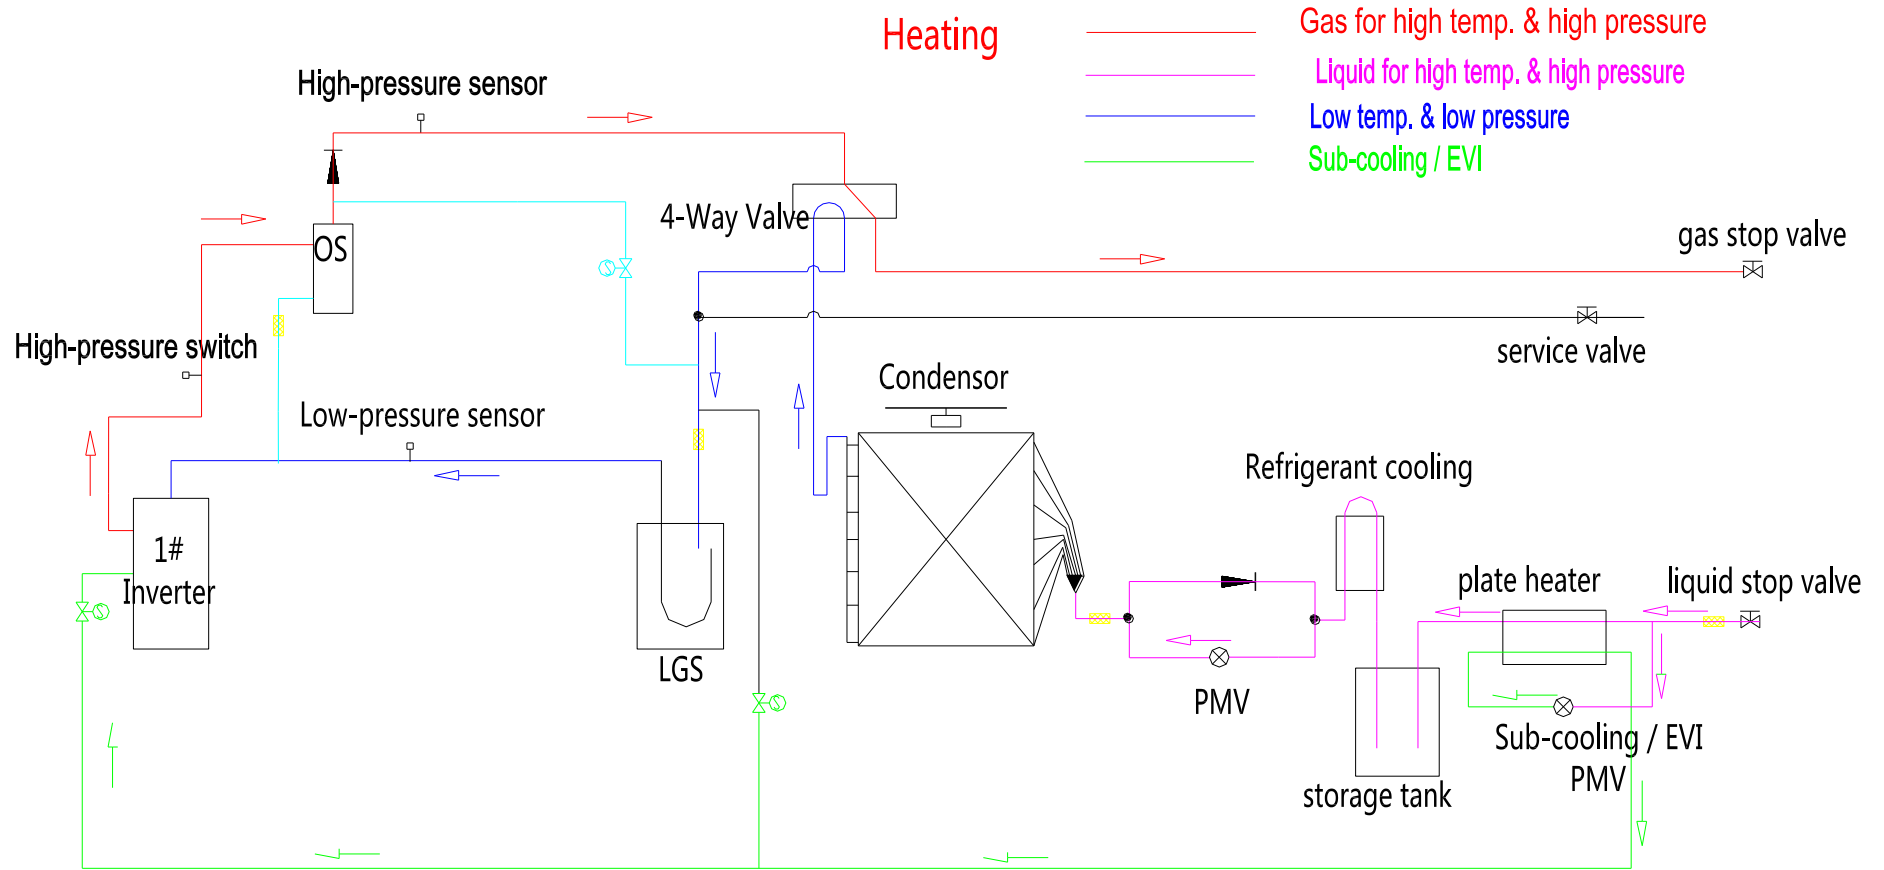 Heating
Gas for high temp. & high pressure
Liquid for high temp. & high pressure
Low temp. & low pressure
Sub-cooling / EVI
High-pressure sensor
4-Way Valve
OS
gas stop valve
High-pressure switch
service valve
Condensor
Low-pressure sensor
Refrigerant cooling
1#
Inverter
plate heater
liquid stop valve
LGS
PMV
Sub-cooling / EVI
PMV
storage tank